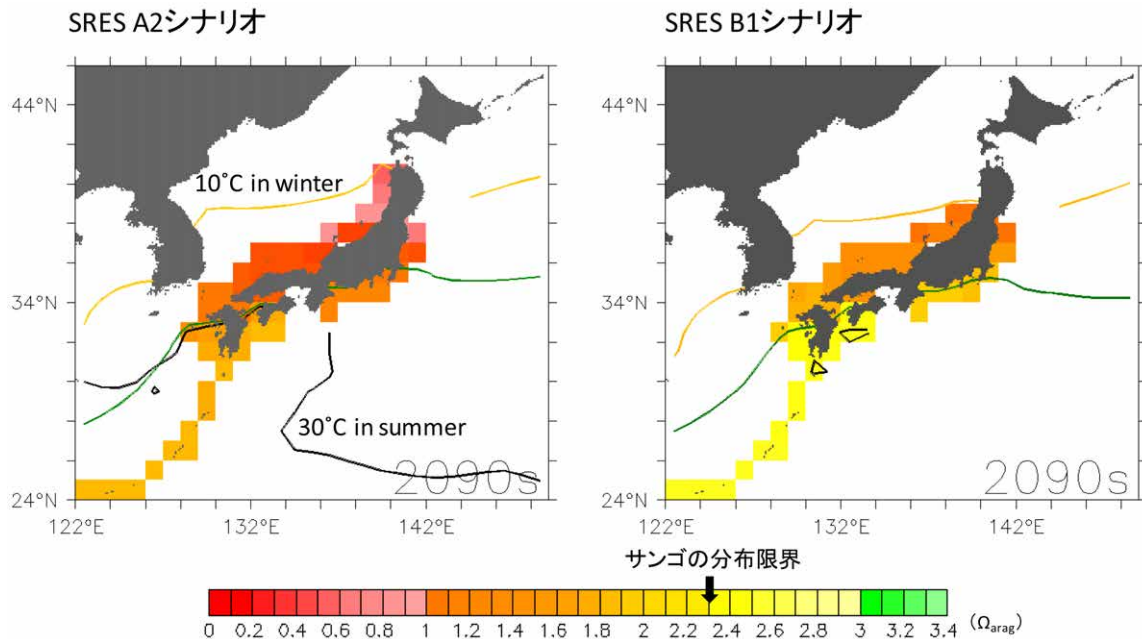 SRES A2シナリオ
SRES B1シナリオ
44°N
34°N
24°N
122°E
132°E
142°E
10˚C in winter
30˚C in summer
2090s
44°N
34°N
24°N
122°E
132°E
142°E
2090s
サンゴの分布限界
0 0.2 0.4 0.6 0.8 1 1.2 1.4 1.6 1.8 2 2.2 2.4 2.6 2.8 3 3.2 3.4 (Ωarag)